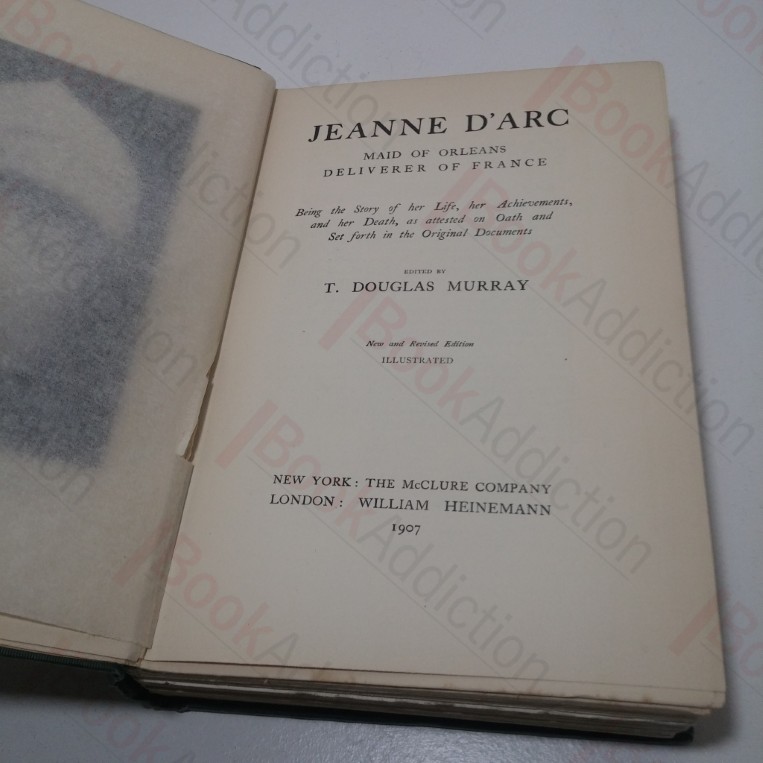 JEANNE D'ARC
MAID OF ORLEANS
DELIVERER OF FRANCE
Being the Story of her Life, her Achievements,
and her Death, as attested on Oath and
Set forth in the Original Documents
EDITED BY
T. DOUGLAS MURRAY
New and Revised Edition
ILLUSTRATED
NEW YORK: THE McCLURE COMPANY
LONDON: WILLIAM HEINEMANN
1907
BookAddiction